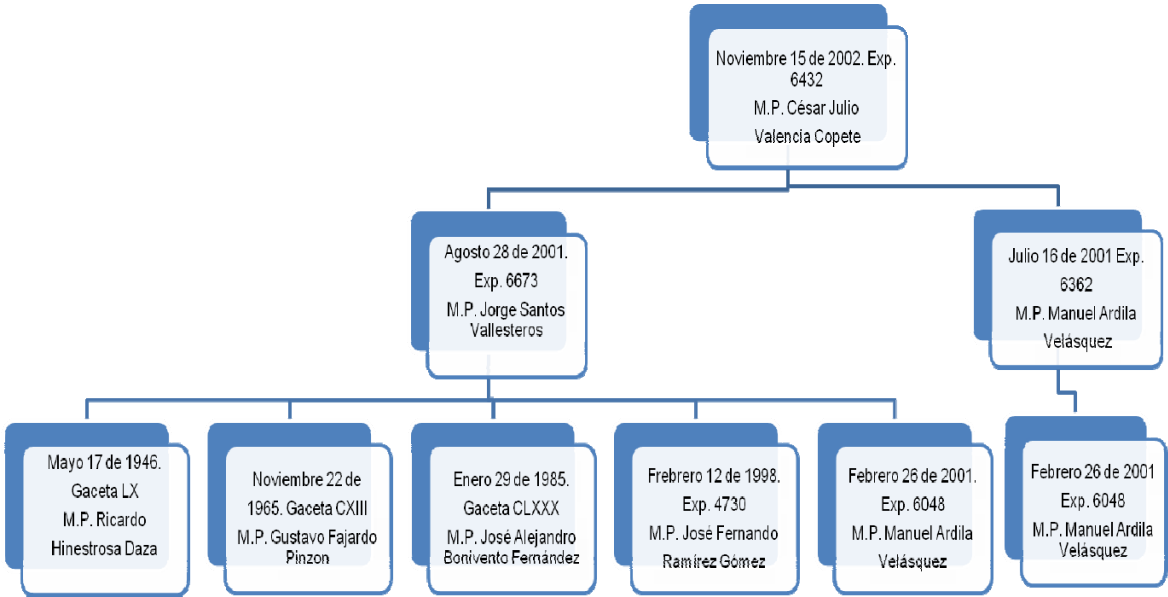 Noviembre 15 de 2002. Exp.
6432
M.P. César Julio
Valencia Copete
Agosto 28 de 2001.
Exp. 6673
M.P. Jorge Santos
Vallesteros
Julio 16 de 2001 Exp.
6362
M.P. Manuel Ardila
Velásquez
Mayo 17 de 1946.
Gaceta LX
M.P. Ricardo
Hinestrosa Daza
Noviembre 22 de
1965. Gaceta CXIII
M.P. Gustavo Fajardo
Pinzon
Enero 29 de 1985.
Gaceta CLXXX
M.P. José Alejandro
Bonivento Fernández
Frebrero 12 de 1998.
Exp. 4730
M.P. José Fernando
Ramírez Gómez
Febrero 26 de 2001.
Exp. 6048
M.P. Manuel Ardila
Velásquez
Febrero 26 de 2001
Exp. 6048
M.P. Manuel Ardila
Velásquez